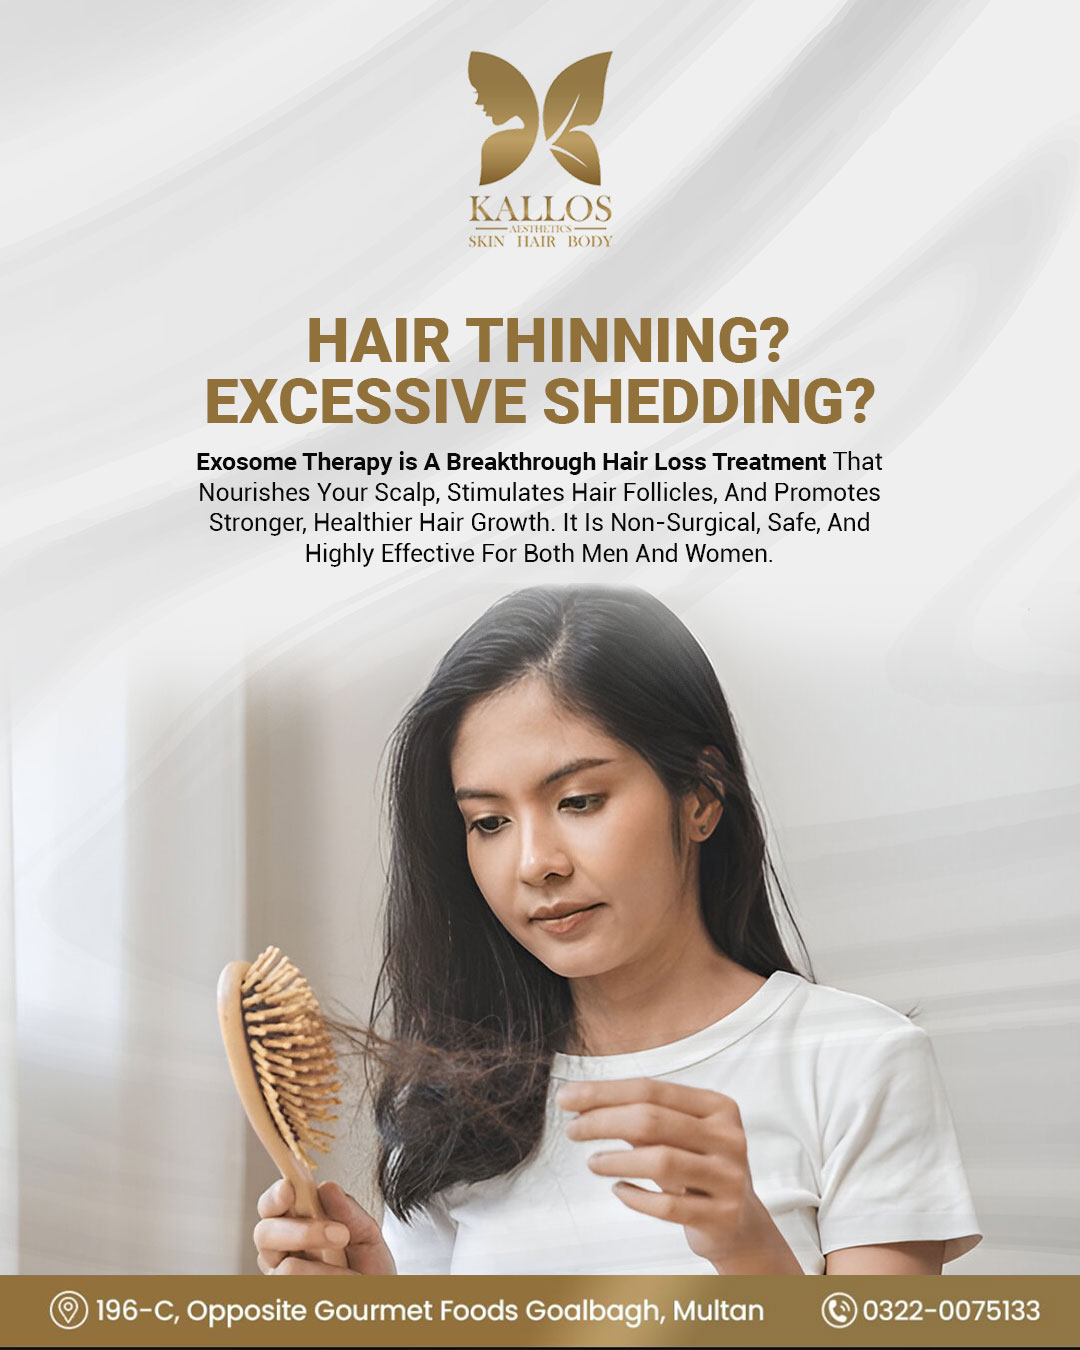 KALLOS
AESTHETICS
SKIN HAIR BODY
HAIR THINNING?
EXCESSIVE SHEDDING?
Exosome Therapy is A Breakthrough Hair Loss Treatment That
Nourishes Your Scalp, Stimulates Hair Follicles, And Promotes
Stronger, Healthier Hair Growth. It Is Non-Surgical, Safe, And
Highly Effective For Both Men And Women.
196-C, Opposite Gourmet Foods Goalbagh, Multan
0322-0075133